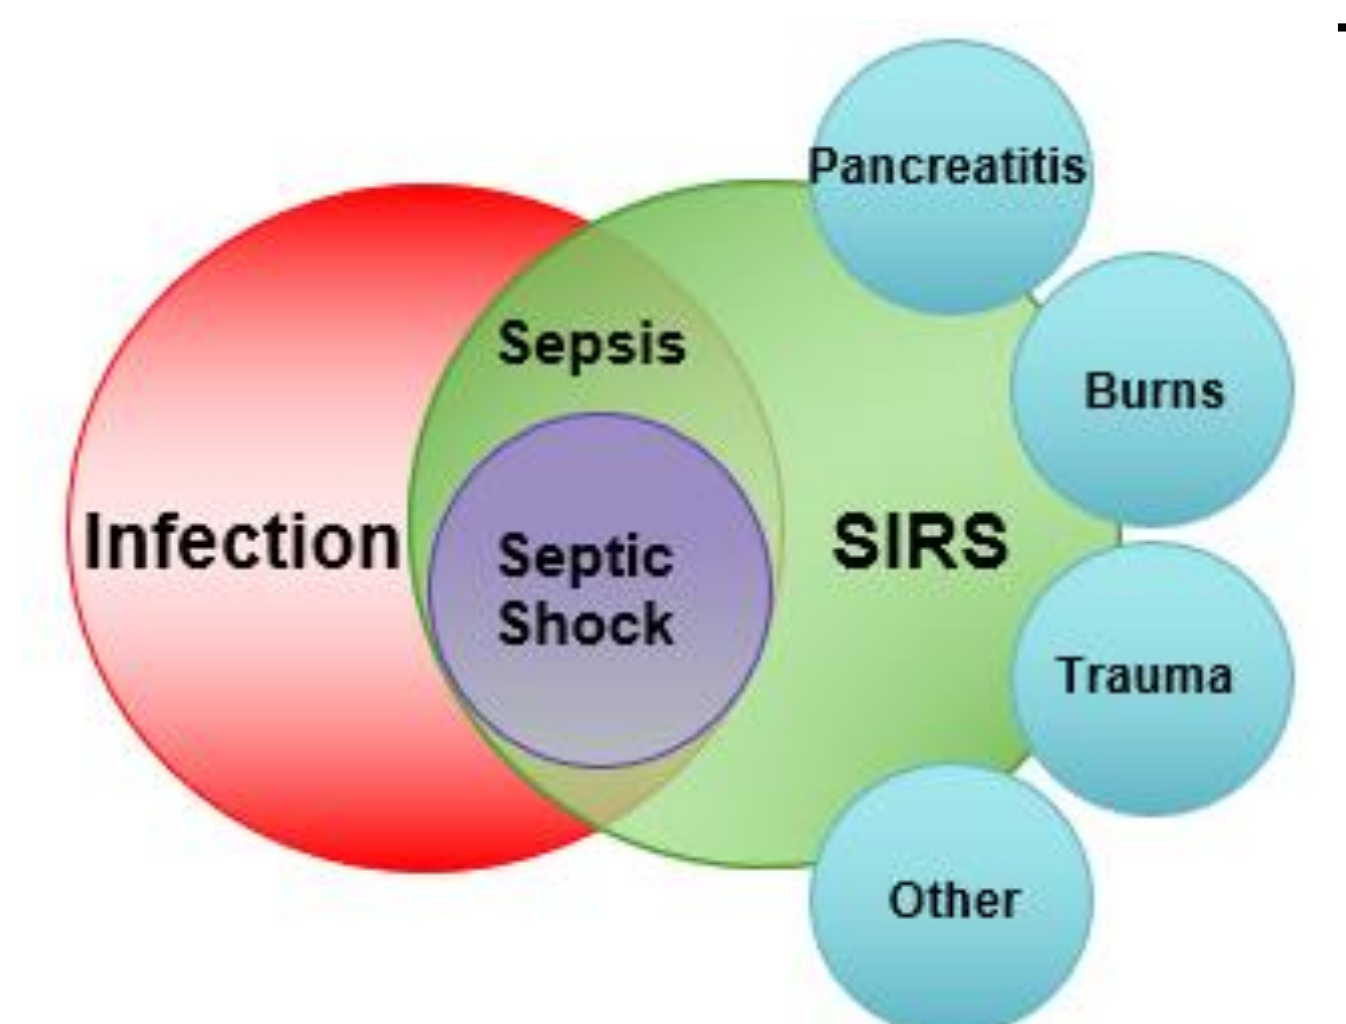 Pancreatitis
Burns
Sepsis
Infection
Septic
Shock
SIRS
Trauma
Other